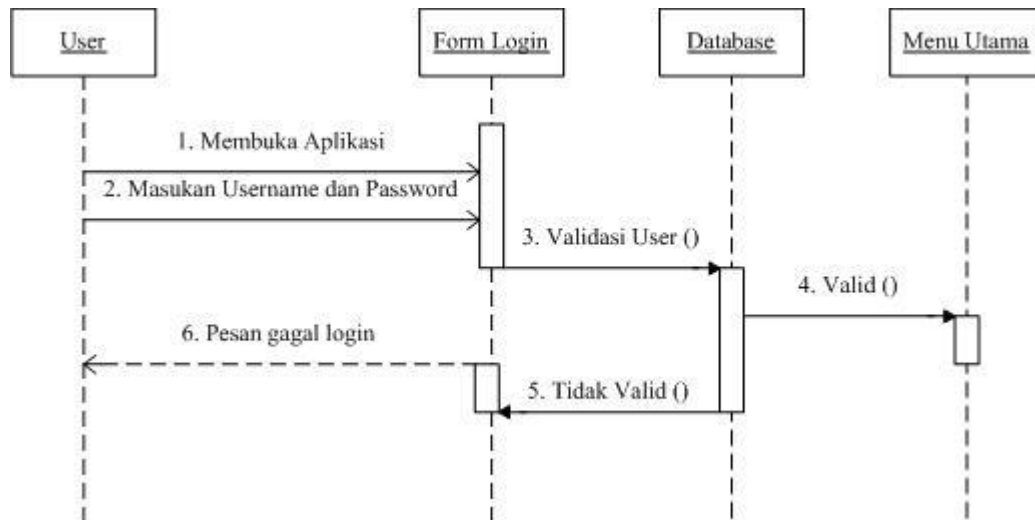 User
Form Login
Database
Menu Utama
1. Membuka Aplikasi
2. Masukan Username dan Password
3. Validasi User ()
4. Valid ()
6. Pesan gagal login
5. Tidak Valid ()